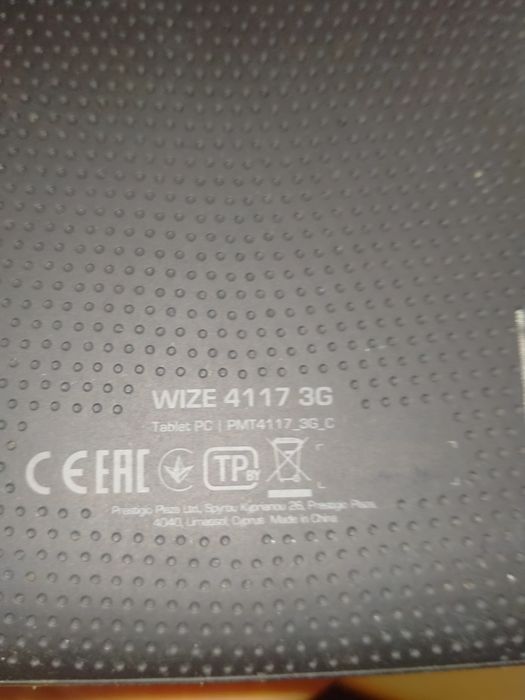 WIZE 4117 3G
Tablet PC | PMT4117_3G_C
CE EAC TP BY
Prestigio Plaza Ltd., Spyrou Kyprianou 26, Prestigio Plaza,
4040, Limassol, Cyprus Made in China